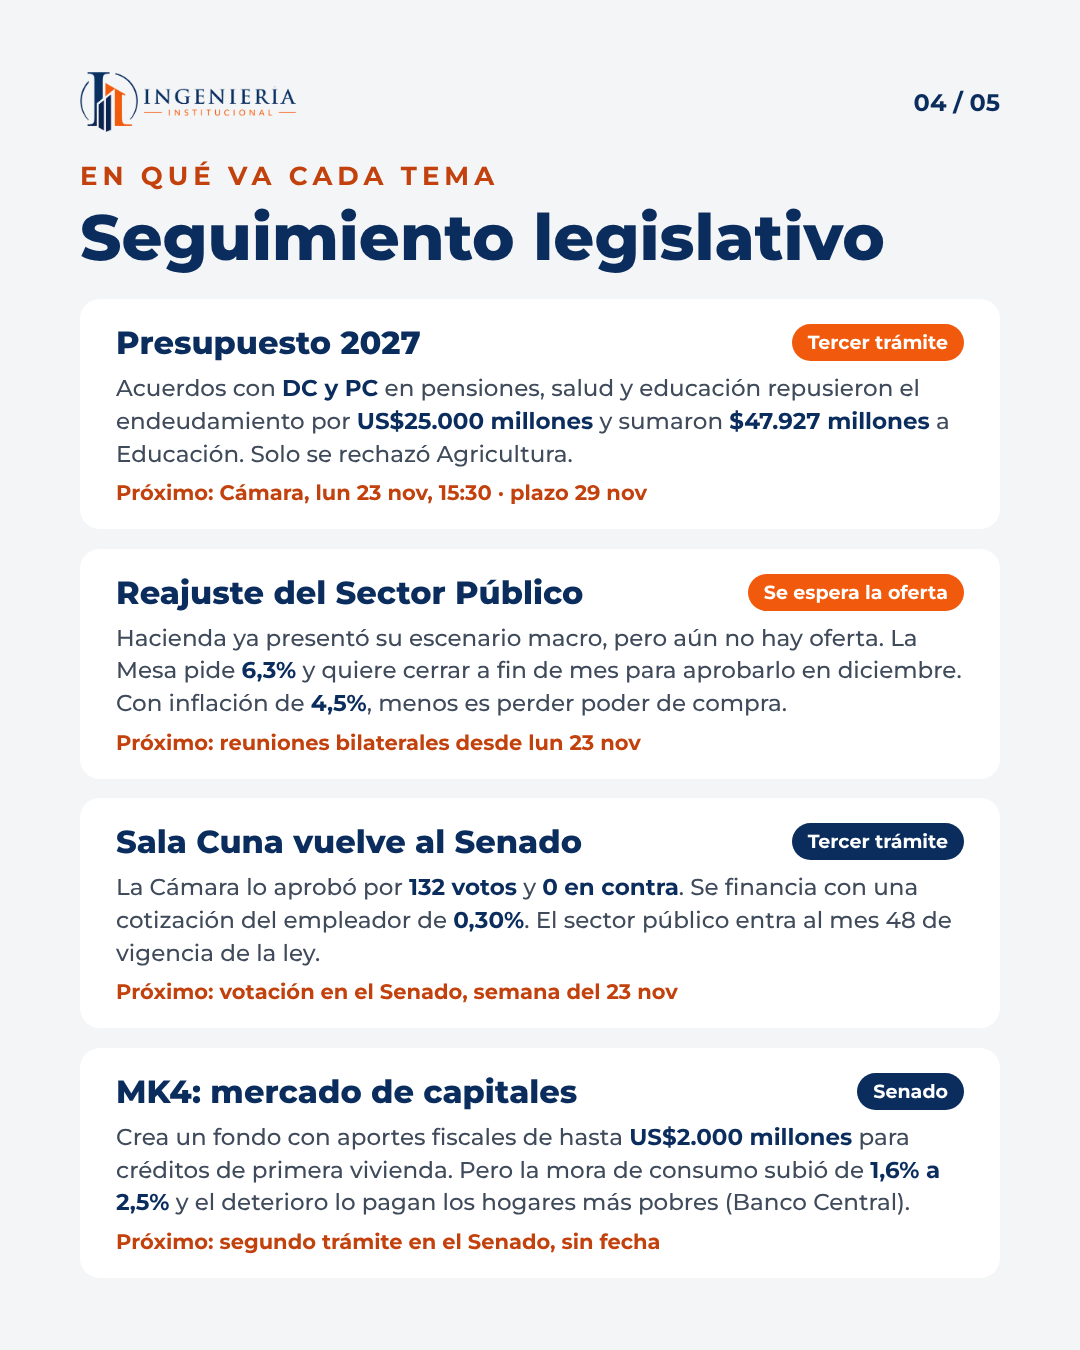 INGENIERIA
INSTITUCIONAL
04 / 05
EN QUÉ VA CADA TEMA
Seguimiento legislativo
Presupuesto 2027
Tercer trámite
Acuerdos con DC y PC en pensiones, salud y educación repusieron el
endeudamiento por US$25.000 millones y sumaron $47.927 millones a
Educación. Solo se rechazó Agricultura.
Próximo: Cámara, lun 23 nov, 15:30 · plazo 29 nov
Reajuste del Sector Público
Se espera la oferta
Hacienda ya presentó su escenario macro, pero aún no hay oferta. La
Mesa pide 6,3% y quiere cerrar a fin de mes para aprobarlo en diciembre.
Con inflación de 4,5%, menos es perder poder de compra.
Próximo: reuniones bilaterales desde lun 23 nov
Sala Cuna vuelve al Senado
Tercer trámite
La Cámara lo aprobó por 132 votos y 0 en contra. Se financia con una
cotización del empleador de 0,30%. El sector público entra al mes 48 de
vigencia de la ley.
Próximo: votación en el Senado, semana del 23 nov
MK4: mercado de capitales
Senado
Crea un fondo con aportes fiscales de hasta US$2.000 millones para
créditos de primera vivienda. Pero la mora de consumo subió de 1,6% a
2,5% y el deterioro lo pagan los hogares más pobres (Banco Central).
Próximo: segundo trámite en el Senado, sin fecha